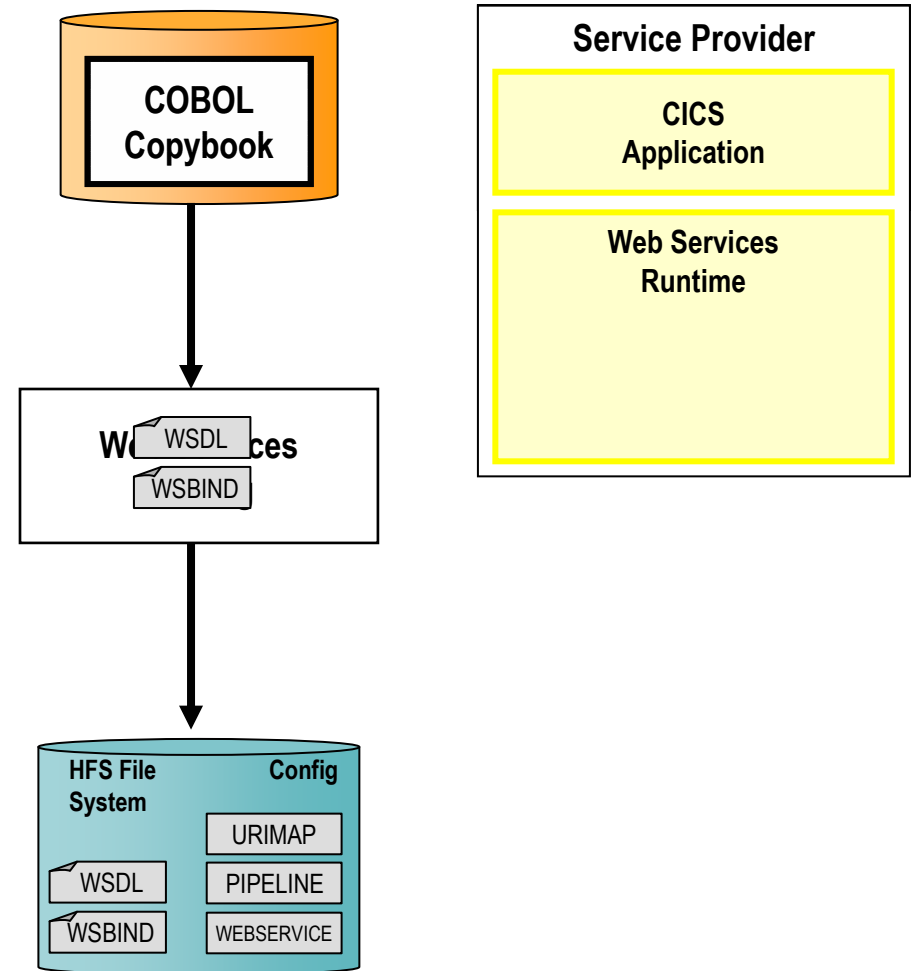 COBOL
Copybook
Service Provider
CICS
Application
Web Services
Runtime
WSDL
WSBIND
HFS File
System
Config
URIMAP
WSDL
PIPELINE
WSBIND
WEBSERVICE